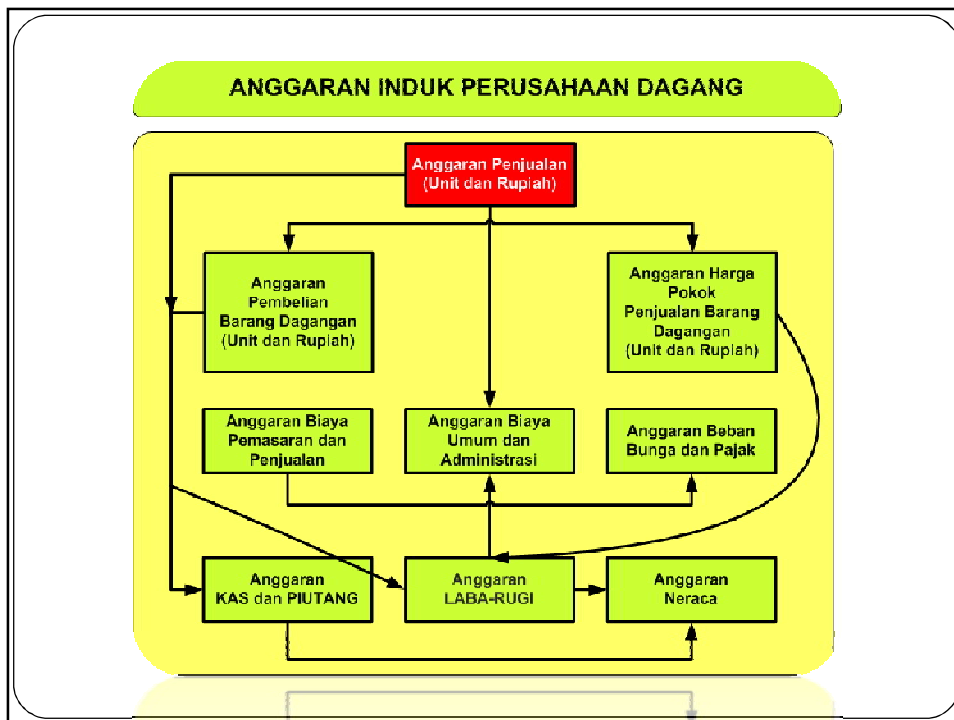 ANGGARAN INDUK PERUSAHAAN DAGANG
Anggaran Penjualan
(Unit dan Rupiah)
Anggaran
Pembelian
Barang Dagangan
(Unit dan Rupiah)
Anggaran Harga
Pokok
Penjualan Barang
Dagangan
(Unit dan Rupiah)
Anggaran Biaya
Pemasaran dan
Penjualan
Anggaran Biaya
Umum dan
Administrasi
Anggaran Beban
Bunga dan Pajak
Anggaran
KAS dan PIUTANG
Anggaran
LABA-RUGI
Anggaran
Neraca